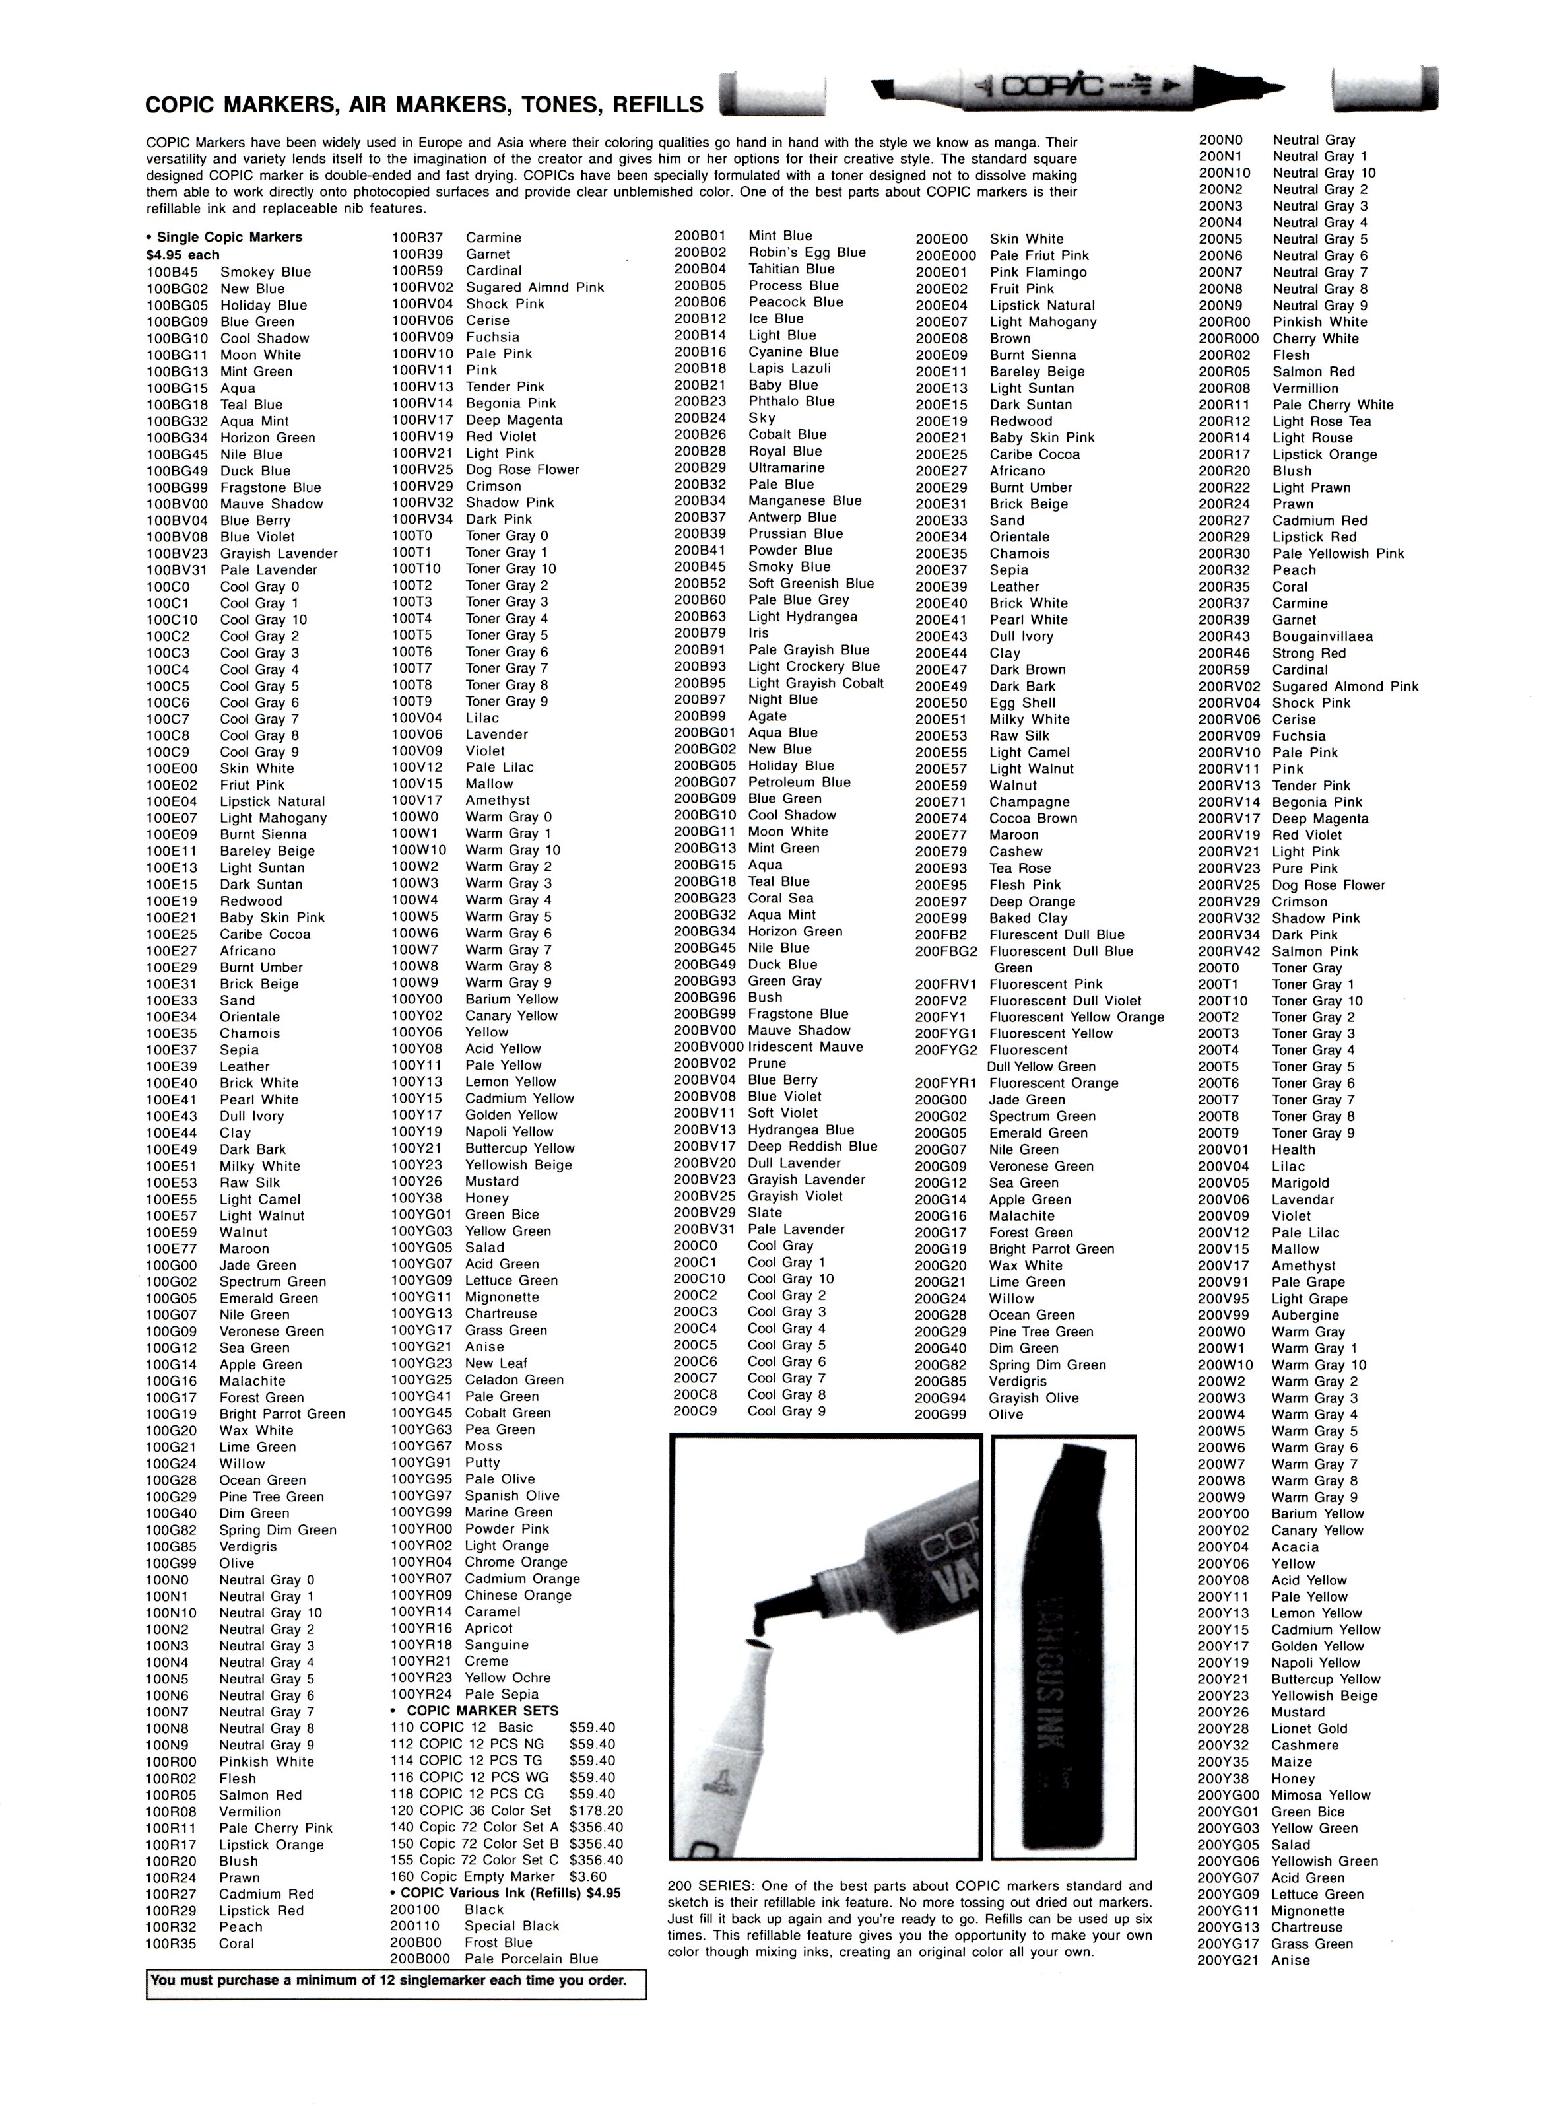 COPIC MARKERS, AIR MARKERS, TONES, REFILLS
COPIC
COPIC Markers have been widely used in Europe and Asia where their coloring qualities go hand in hand with the style we know as manga. Their
versatility and variety lends itself to the imagination of the creator and gives him or her options for their creative style. The standard square
designed COPIC marker is double-ended and fast drying. COPICs have been specially formulated with a toner designed not to dissolve making
them able to work directly onto photocopied surfaces and provide clear unblemished color. One of the best parts about COPIC markers is their
refillable ink and replaceable nib features.
• Single Copic Markers
$4.95 each
100B45 Smokey Blue
100BG02 New Blue
100BG05 Holiday Blue
100BG09 Blue Green
100BG10 Cool Shadow
100BG11 Moon White
100BG13 Mint Green
100BG15 Aqua
100BG18 Teal Blue
100BG32 Aqua Mint
100BG34 Horizon Green
100BG45 Nile Blue
100BG49 Duck Blue
100BG99 Fragstone Blue
100BV00 Mauve Shadow
100BV04 Blue Berry
100BV08 Blue Violet
100BV23 Grayish Lavender
100BV31 Pale Lavender
100C0 Cool Gray 0
100C1 Cool Gray 1
100C10 Cool Gray 10
100C2 Cool Gray 2
100C3 Cool Gray 3
100C4 Cool Gray 4
100C5 Cool Gray 5
100C6 Cool Gray 6
100C7 Cool Gray 7
100C8 Cool Gray 8
100C9 Cool Gray 9
100E00 Skin White
100E02 Friut Pink
100E04 Lipstick Natural
100E07 Light Mahogany
100E09 Burnt Sienna
100E11 Bareley Beige
100E13 Light Suntan
100E15 Dark Suntan
100E19 Redwood
100E21 Baby Skin Pink
100E25 Caribe Cocoa
100E27 Africano
100E29 Burnt Umber
100E31 Brick Beige
100E33 Sand
100E34 Orientale
100E35 Chamois
100E37 Sepia
100E39 Leather
100E40 Brick White
100E41 Pearl White
100E43 Dull Ivory
100E44 Clay
100E49 Dark Bark
100E51 Milky White
100E53 Raw Silk
100E55 Light Camel
100E57 Light Walnut
100E59 Walnut
100E77 Maroon
100G00 Jade Green
100G02 Spectrum Green
100G05 Emerald Green
100G07 Nile Green
100G09 Veronese Green
100G12 Sea Green
100G14 Apple Green
100G16 Malachite
100G17 Forest Green
100G19 Bright Parrot Green
100G20 Wax White
100G21 Lime Green
100G24 Willow
100G28 Ocean Green
100G29 Pine Tree Green
100G40 Dim Green
100G82 Spring Dim Green
100G85 Verdigris
100G99 Olive
100N0 Neutral Gray 0
100N1 Neutral Gray 1
100N10 Neutral Gray 10
100N2 Neutral Gray 2
100N3 Neutral Gray 3
100N4 Neutral Gray 4
100N5 Neutral Gray 5
100N6 Neutral Gray 6
100N7 Neutral Gray 7
100N8 Neutral Gray 8
100N9 Neutral Gray 9
100R00 Pinkish White
100R02 Flesh
100R05 Salmon Red
100R08 Vermilion
100R11 Pale Cherry Pink
100R17 Lipstick Orange
100R20 Blush
100R24 Prawn
100R27 Cadmium Red
100R29 Lipstick Red
100R32 Peach
100R35 Coral
100R37 Carmine
100R39 Garnet
100R59 Cardinal
100RV02 Sugared Almnd Pink
100RV04 Shock Pink
100RV06 Cerise
100RV09 Fuchsia
100RV10 Pale Pink
100RV11 Pink
100RV13 Tender Pink
100RV14 Begonia Pink
100RV17 Deep Magenta
100RV19 Red Violet
100RV21 Light Pink
100RV25 Dog Rose Flower
100RV29 Crimson
100RV32 Shadow Pink
100RV34 Dark Pink
100T0 Toner Gray 0
100T1 Toner Gray 1
100T10 Toner Gray 10
100T2 Toner Gray 2
100T3 Toner Gray 3
100T4 Toner Gray 4
100T5 Toner Gray 5
100T6 Toner Gray 6
100T7 Toner Gray 7
100T8 Toner Gray 8
100T9 Toner Gray 9
100V04 Lilac
100V06 Lavender
100V09 Violet
100V12 Pale Lilac
100V15 Mallow
100V17 Amethyst
100W0 Warm Gray 0
100W1 Warm Gray 1
100W10 Warm Gray 10
100W2 Warm Gray 2
100W3 Warm Gray 3
100W4 Warm Gray 4
100W5 Warm Gray 5
100W6 Warm Gray 6
100W7 Warm Gray 7
100W8 Warm Gray 8
100W9 Warm Gray 9
100Y00 Barium Yellow
100Y02 Canary Yellow
100Y06 Yellow
100Y08 Acid Yellow
100Y11 Pale Yellow
100Y13 Lemon Yellow
100Y15 Cadmium Yellow
100Y17 Golden Yellow
100Y19 Napoli Yellow
100Y21 Buttercup Yellow
100Y23 Yellowish Beige
100Y26 Mustard
100Y38 Honey
100YG01 Green Bice
100YG03 Yellow Green
100YG05 Salad
100YG07 Acid Green
100YG09 Lettuce Green
100YG11 Mignonette
100YG13 Chartreuse
100YG17 Grass Green
100YG21 Anise
100YG23 New Leaf
100YG25 Celadon Green
100YG41 Pale Green
100YG45 Cobalt Green
100YG63 Pea Green
100YG67 Moss
100YG91 Putty
100YG95 Pale Olive
100YG97 Spanish Olive
100YG99 Marine Green
100YR00 Powder Pink
100YR02 Light Orange
100YR04 Chrome Orange
100YR07 Cadmium Orange
100YR09 Chinese Orange
100YR14 Caramel
100YR16 Apricot
100YR18 Sanguine
100YR21 Creme
100YR23 Yellow Ochre
100YR24 Pale Sepia
• COPIC MARKER SETS
110 COPIC 12 Basic $59.40
112 COPIC 12 PCS NG $59.40
114 COPIC 12 PCS TG $59.40
116 COPIC 12 PCS WG $59.40
118 COPIC 12 PCS CG $59.40
120 COPIC 36 Color Set $178.20
140 Copic 72 Color Set A $356.40
150 Copic 72 Color Set B $356.40
155 Copic 72 Color Set C $356.40
160 Copic Empty Marker $3.60
• COPIC Various Ink (Refills) $4.95
200100 Black
200110 Special Black
200B00 Frost Blue
200B000 Pale Porcelain Blue
You must purchase a minimum of 12 singlemarker each time you order.
200B01 Mint Blue
200B02 Robin's Egg Blue
200B04 Tahitian Blue
200B05 Process Blue
200B06 Peacock Blue
200B12 Ice Blue
200B14 Light Blue
200B16 Cyanine Blue
200B18 Lapis Lazuli
200B21 Baby Blue
200B23 Phthalo Blue
200B24 Sky
200B26 Cobalt Blue
200B28 Royal Blue
200B29 Ultramarine
200B32 Pale Blue
200B34 Manganese Blue
200B37 Antwerp Blue
200B39 Prussian Blue
200B41 Powder Blue
200B45 Smoky Blue
200B52 Soft Greenish Blue
200B60 Pale Blue Grey
200B63 Light Hydrangea
200B79 Iris
200B91 Pale Grayish Blue
200B93 Light Crockery Blue
200B95 Light Grayish Cobalt
200B97 Night Blue
200B99 Agate
200BG01 Aqua Blue
200BG02 New Blue
200BG05 Holiday Blue
200BG07 Petroleum Blue
200BG09 Blue Green
200BG10 Cool Shadow
200BG11 Moon White
200BG13 Mint Green
200BG15 Aqua
200BG18 Teal Blue
200BG23 Coral Sea
200BG32 Aqua Mint
200BG34 Horizon Green
200BG45 Nile Blue
200BG49 Duck Blue
200BG93 Green Gray
200BG96 Bush
200BG99 Fragstone Blue
200BV00 Mauve Shadow
200BV000 Iridescent Mauve
200BV02 Prune
200BV04 Blue Berry
200BV08 Blue Violet
200BV11 Soft Violet
200BV13 Hydrangea Blue
200BV17 Deep Reddish Blue
200BV20 Dull Lavender
200BV23 Grayish Lavender
200BV25 Grayish Violet
200BV29 Slate
200BV31 Pale Lavender
200C0 Cool Gray
200C1 Cool Gray 1
200C10 Cool Gray 10
200C2 Cool Gray 2
200C3 Cool Gray 3
200C4 Cool Gray 4
200C5 Cool Gray 5
200C6 Cool Gray 6
200C7 Cool Gray 7
200C8 Cool Gray 8
200C9 Cool Gray 9
200E00 Skin White
200E000 Pale Friut Pink
200E01 Pink Flamingo
200E02 Fruit Pink
200E04 Lipstick Natural
200E07 Light Mahogany
200E08 Brown
200E09 Burnt Sienna
200E11 Bareley Beige
200E13 Light Suntan
200E15 Dark Suntan
200E19 Redwood
200E21 Baby Skin Pink
200E25 Caribe Cocoa
200E27 Africano
200E29 Burnt Umber
200E31 Brick Beige
200E33 Sand
200E34 Orientale
200E35 Chamois
200E37 Sepia
200E39 Leather
200E40 Brick White
200E41 Pearl White
200E43 Dull Ivory
200E44 Clay
200E47 Dark Brown
200E49 Dark Bark
200E50 Egg Shell
200E51 Milky White
200E53 Raw Silk
200E55 Light Camel
200E57 Light Walnut
200E59 Walnut
200E71 Champagne
200E74 Cocoa Brown
200E77 Maroon
200E79 Cashew
200E93 Tea Rose
200E95 Flesh Pink
200E97 Deep Orange
200E99 Baked Clay
200FB2 Flurescent Dull Blue
200FBG2 Fluorescent Dull Blue
Green
200FRV1 Fluorescent Pink
200FV2 Fluorescent Dull Violet
200FY1 Fluorescent Yellow Orange
200FYG1 Fluorescent Yellow
200FYG2 Fluorescent
Dull Yellow Green
200FYR1 Fluorescent Orange
200G00 Jade Green
200G02 Spectrum Green
200G05 Emerald Green
200G07 Nile Green
200G09 Veronese Green
200G12 Sea Green
200G14 Apple Green
200G16 Malachite
200G17 Forest Green
200G19 Bright Parrot Green
200G20 Wax White
200G21 Lime Green
200G24 Willow
200G28 Ocean Green
200G29 Pine Tree Green
200G40 Dim Green
200G82 Spring Dim Green
200G85 Verdigris
200G94 Grayish Olive
200G99 Olive
COP
VA
VARIOUS INK
200 SERIES: One of the best parts about COPIC markers standard and
sketch is their refillable ink feature. No more tossing out dried out markers.
Just fill it back up again and you're ready to go. Refills can be used up six
times. This refillable feature gives you the opportunity to make your own
color though mixing inks, creating an original color all your own.
200N0 Neutral Gray
200N1 Neutral Gray 1
200N10 Neutral Gray 10
200N2 Neutral Gray 2
200N3 Neutral Gray 3
200N4 Neutral Gray 4
200N5 Neutral Gray 5
200N6 Neutral Gray 6
200N7 Neutral Gray 7
200N8 Neutral Gray 8
200N9 Neutral Gray 9
200R00 Pinkish White
200R000 Cherry White
200R02 Flesh
200R05 Salmon Red
200R08 Vermillion
200R11 Pale Cherry White
200R12 Light Rose Tea
200R14 Light Rouse
200R17 Lipstick Orange
200R20 Blush
200R22 Light Prawn
200R24 Prawn
200R27 Cadmium Red
200R29 Lipstick Red
200R30 Pale Yellowish Pink
200R32 Peach
200R35 Coral
200R37 Carmine
200R39 Garnet
200R43 Bougainvillaea
200R46 Strong Red
200R59 Cardinal
200RV02 Sugared Almond Pink
200RV04 Shock Pink
200RV06 Cerise
200RV09 Fuchsia
200RV10 Pale Pink
200RV11 Pink
200RV13 Tender Pink
200RV14 Begonia Pink
200RV17 Deep Magenta
200RV19 Red Violet
200RV21 Light Pink
200RV23 Pure Pink
200RV25 Dog Rose Flower
200RV29 Crimson
200RV32 Shadow Pink
200RV34 Dark Pink
200RV42 Salmon Pink
200T0 Toner Gray
200T1 Toner Gray 1
200T10 Toner Gray 10
200T2 Toner Gray 2
200T3 Toner Gray 3
200T4 Toner Gray 4
200T5 Toner Gray 5
200T6 Toner Gray 6
200T7 Toner Gray 7
200T8 Toner Gray 8
200T9 Toner Gray 9
200V01 Health
200V04 Lilac
200V05 Marigold
200V06 Lavendar
200V09 Violet
200V12 Pale Lilac
200V15 Mallow
200V17 Amethyst
200V91 Pale Grape
200V95 Light Grape
200V99 Aubergine
200W0 Warm Gray
200W1 Warm Gray 1
200W10 Warm Gray 10
200W2 Warm Gray 2
200W3 Warm Gray 3
200W4 Warm Gray 4
200W5 Warm Gray 5
200W6 Warm Gray 6
200W7 Warm Gray 7
200W8 Warm Gray 8
200W9 Warm Gray 9
200Y00 Barium Yellow
200Y02 Canary Yellow
200Y04 Acacia
200Y06 Yellow
200Y08 Acid Yellow
200Y11 Pale Yellow
200Y13 Lemon Yellow
200Y15 Cadmium Yellow
200Y17 Golden Yellow
200Y19 Napoli Yellow
200Y21 Buttercup Yellow
200Y23 Yellowish Beige
200Y26 Mustard
200Y28 Lionet Gold
200Y32 Cashmere
200Y35 Maize
200Y38 Honey
200YG00 Mimosa Yellow
200YG01 Green Bice
200YG03 Yellow Green
200YG05 Salad
200YG06 Yellowish Green
200YG07 Acid Green
200YG09 Lettuce Green
200YG11 Mignonette
200YG13 Chartreuse
200YG17 Grass Green
200YG21 Anise